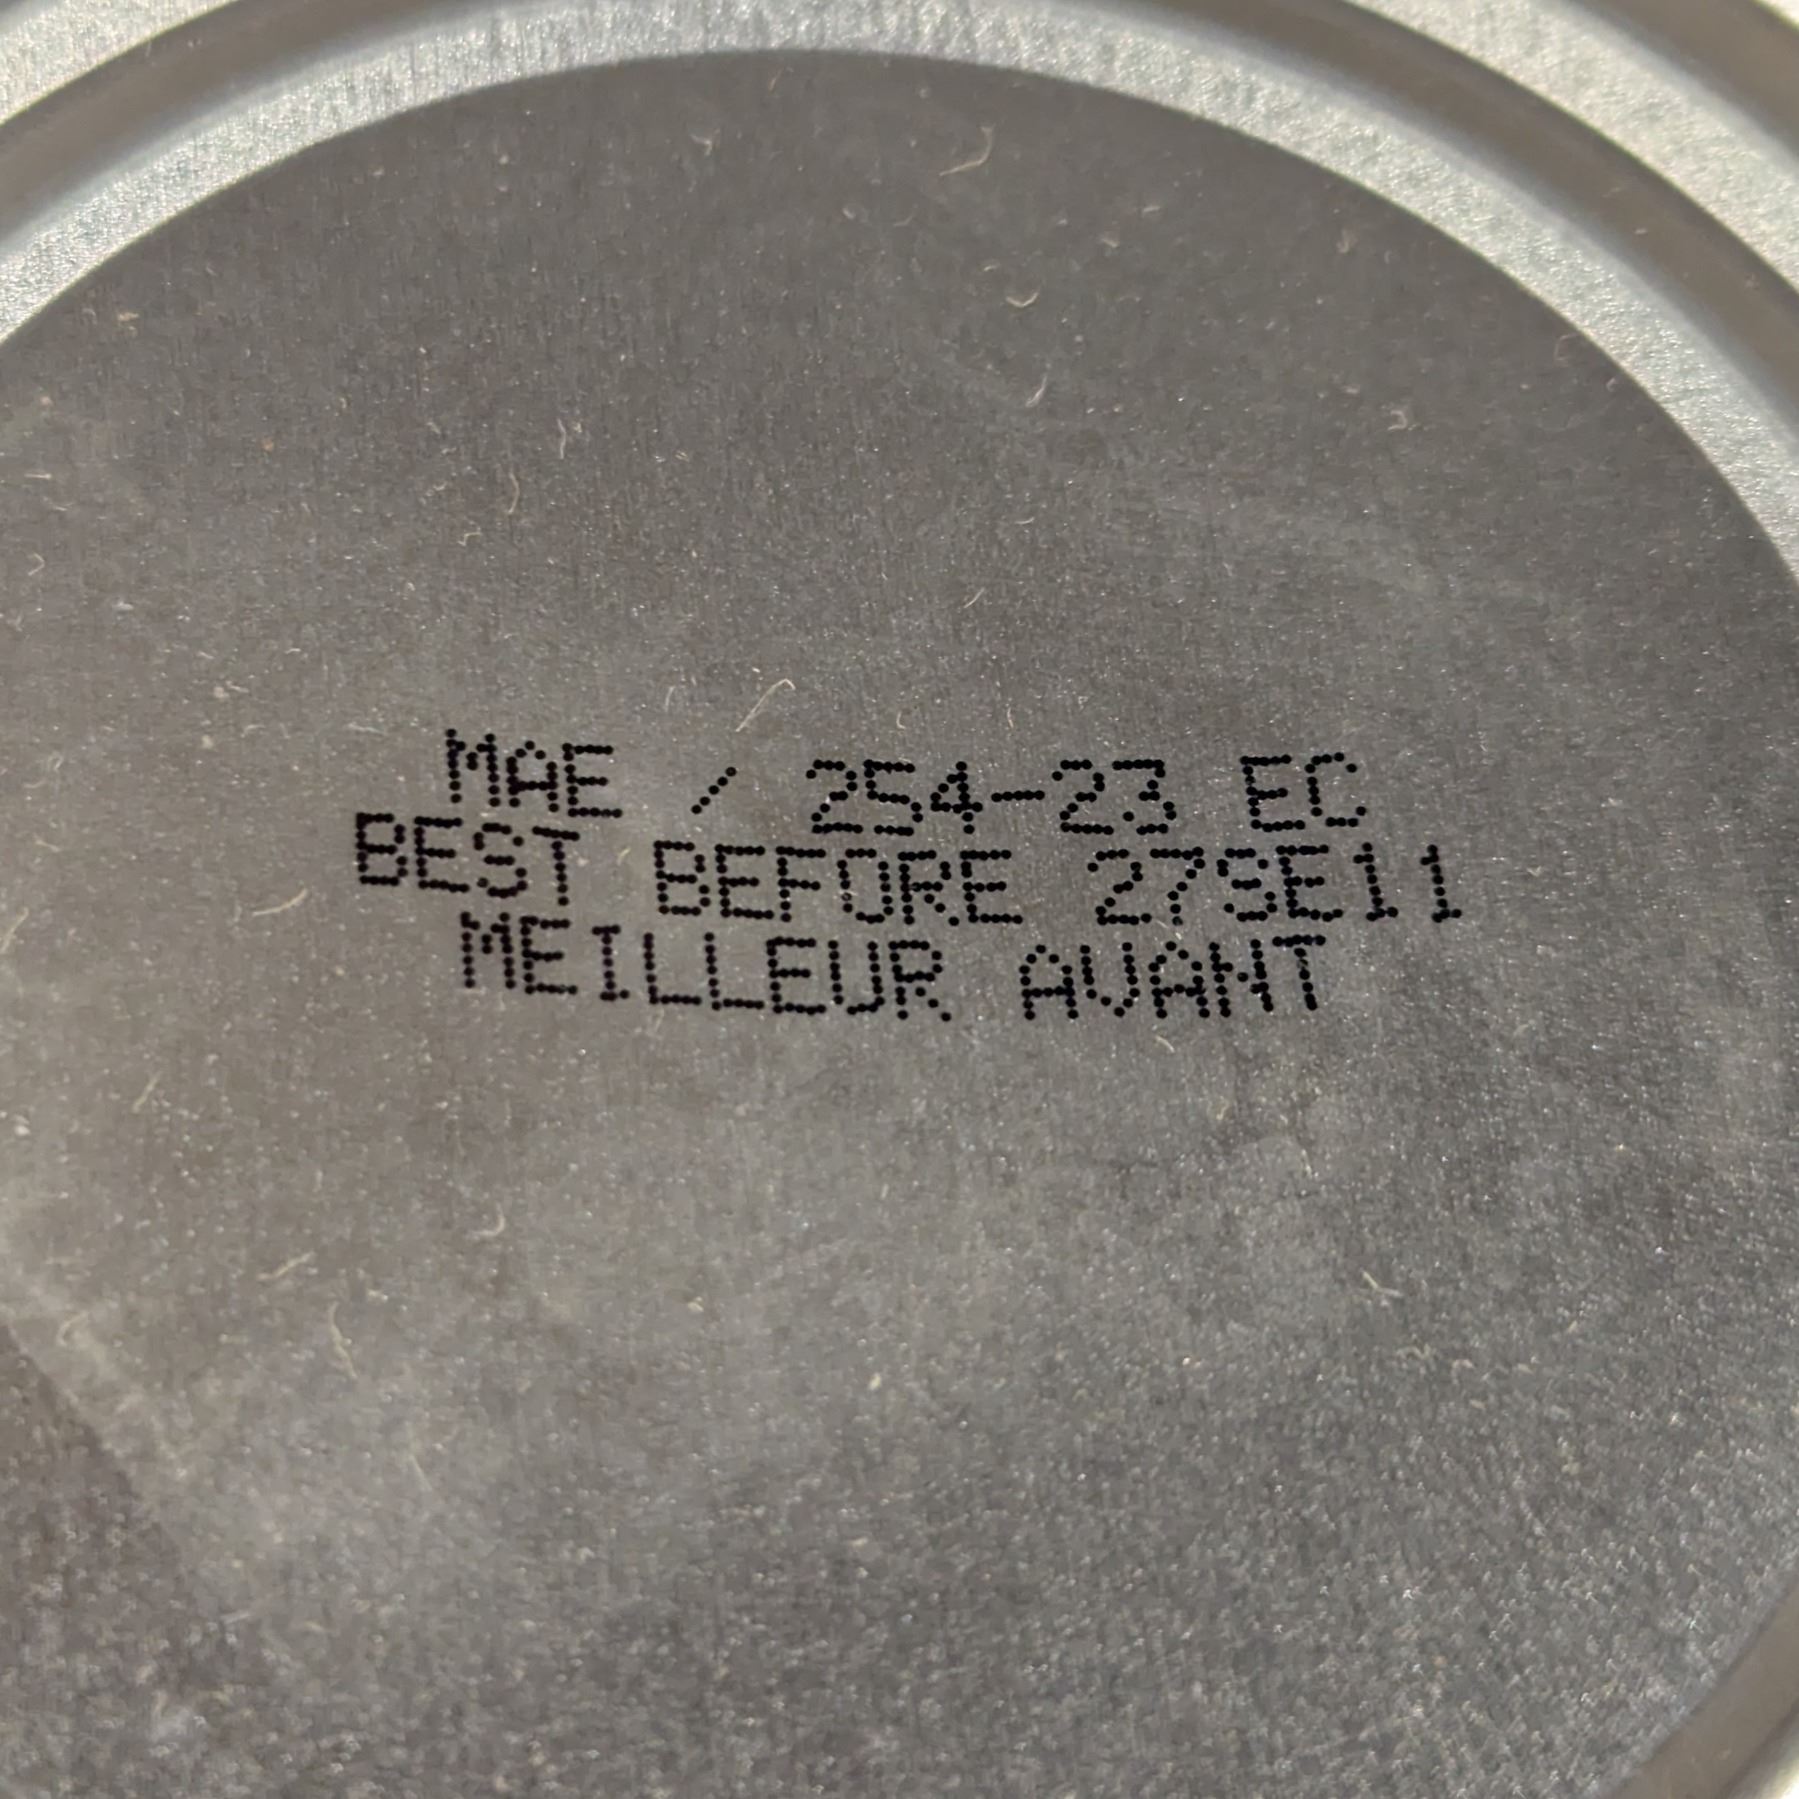 MAE / 254-23 EC
BEST BEFORE 27SE11
MEILLEUR AVANT